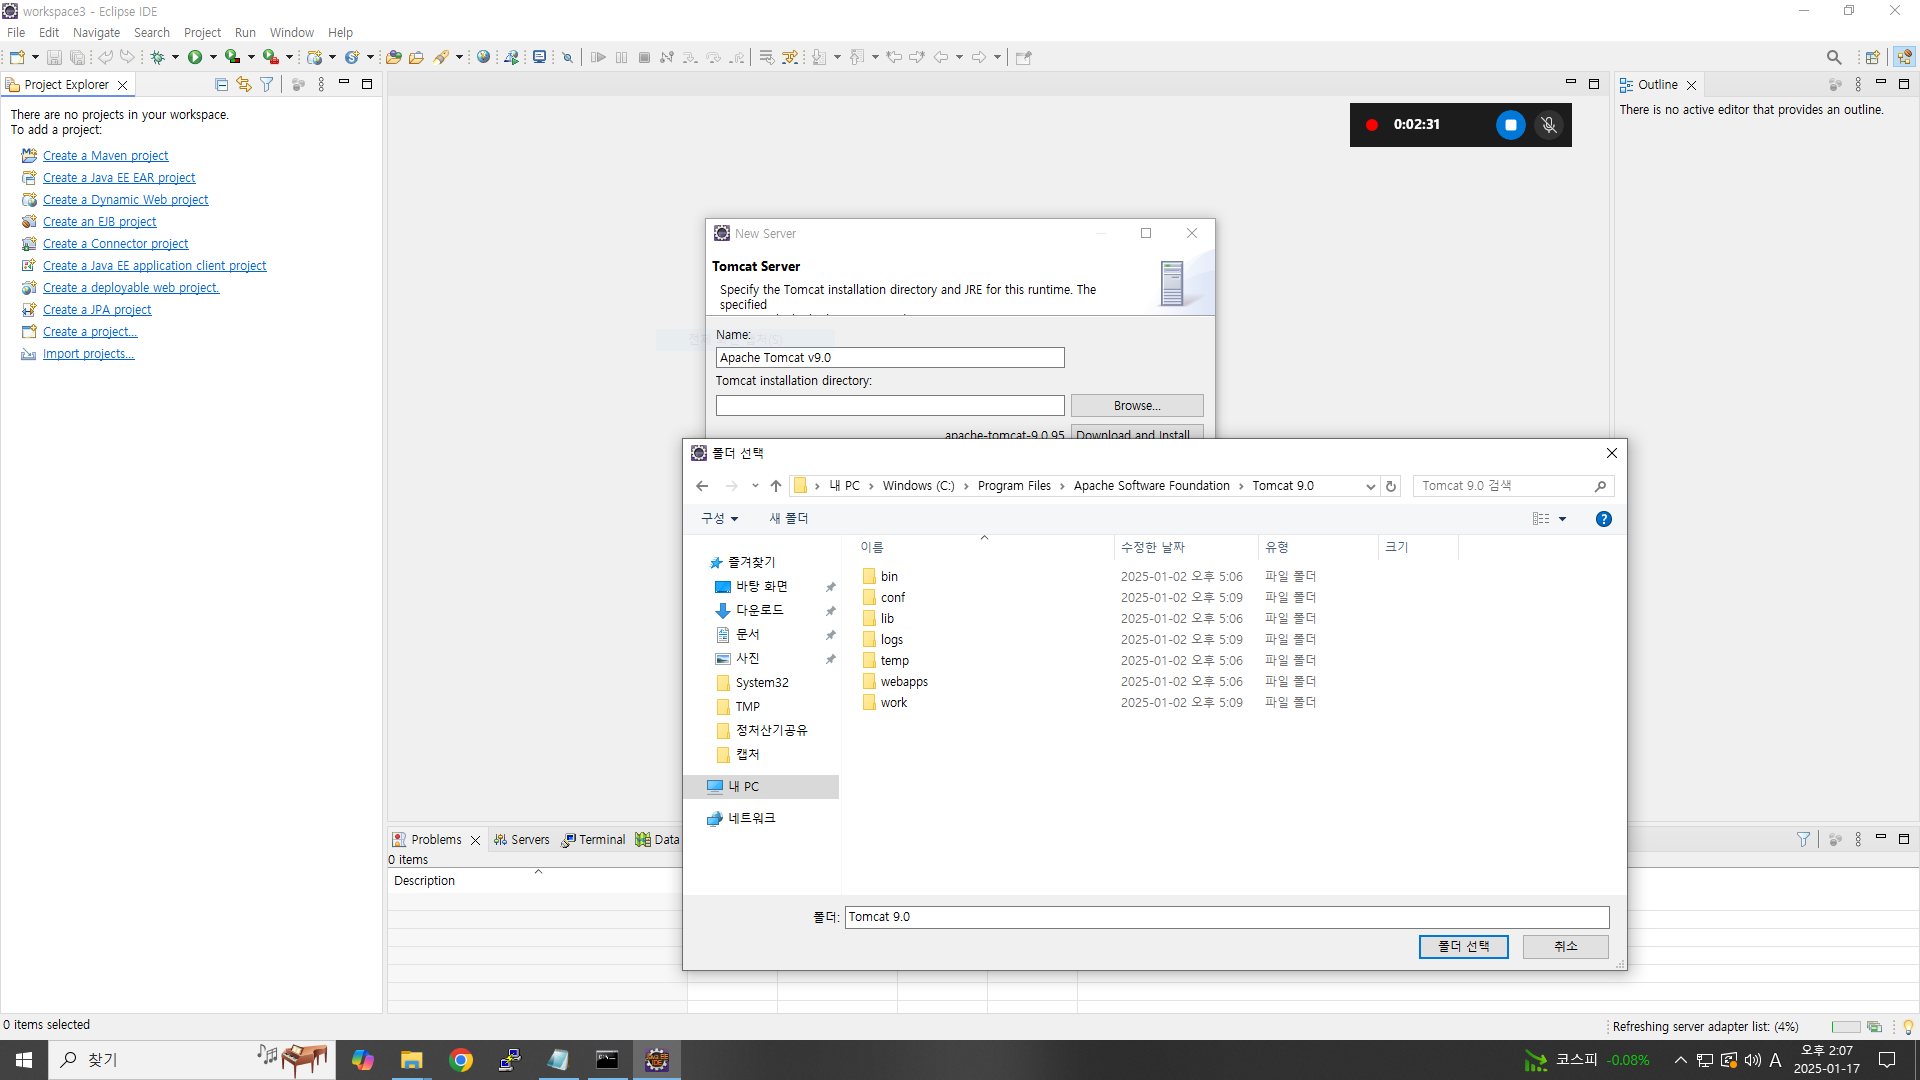 workspace3 - Eclipse IDE
File Edit Navigate Search Project Run Window Help
Project Explorer
There are no projects in your workspace.
To add a project:
Create a Maven project
Create a Java EE EAR project
Create a Dynamic Web project
Create an EJB project
Create a Connector project
Create a Java EE application client project
Create a deployable web project.
Create a JPA project
Create a project...
Import projects...
0:02:31
Outline
There is no active editor that provides an outline.
New Server
Tomcat Server
Specify the Tomcat installation directory and JRE for this runtime. The
specified
Name:
Apache Tomcat v9.0
Tomcat installation directory:
Browse...
apache-tomcat-9.0.95 Download and Install...
폴더 선택
내 PC Windows (C:) Program Files Apache Software Foundation Tomcat 9.0
Tomcat 9.0 검색
구성 새 폴더
즐겨찾기
바탕 화면
다운로드
문서
사진
System32
TMP
정처산기공유
캡처
내 PC
네트워크
이름 수정한 날짜 유형 크기
bin 2025-01-02 오후 5:06 파일 폴더
conf 2025-01-02 오후 5:09 파일 폴더
lib 2025-01-02 오후 5:06 파일 폴더
logs 2025-01-02 오후 5:09 파일 폴더
temp 2025-01-02 오후 5:06 파일 폴더
webapps 2025-01-02 오후 5:06 파일 폴더
work 2025-01-02 오후 5:09 파일 폴더
폴더: Tomcat 9.0
폴더 선택 취소
Problems Servers Terminal Data
0 items
Description
0 items selected
Refreshing server adapter list: (4%)
찾기
Java EE
IDE
코스피 -0.08%
A
오후 2:07
2025-01-17